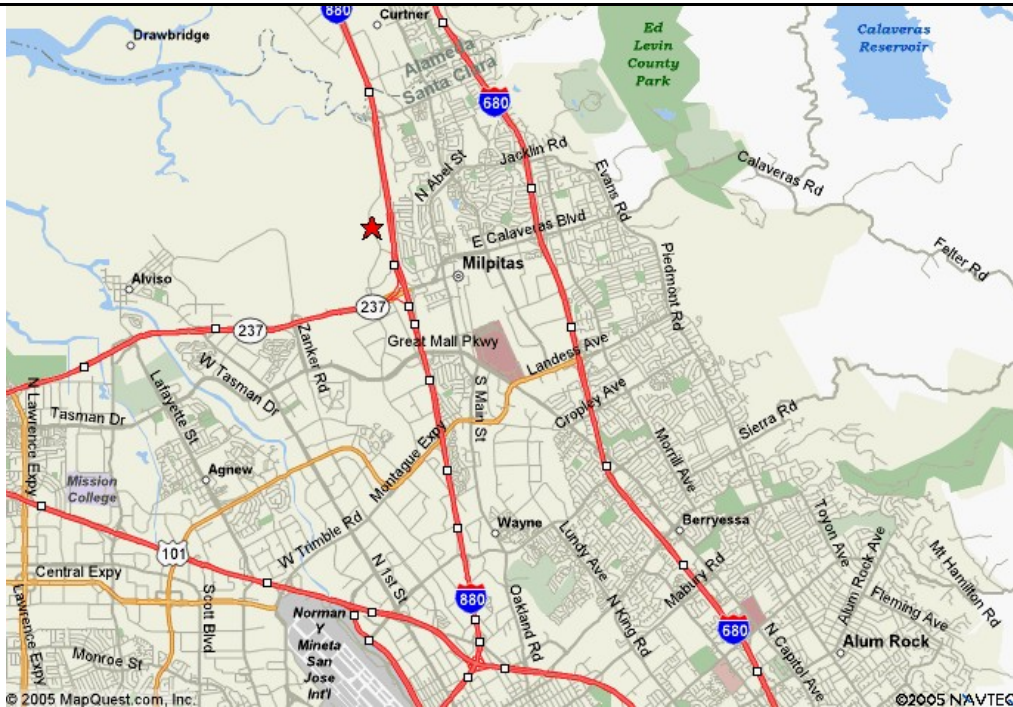 880
Curtner
Drawbridge
Ed
Levin
County
Park
Calaveras
Reservoir
Alameda
Santa Clara
680
Jacklin Rd
N Abel St
Evans Rd
Calaveras Rd
E Calaveras Blvd
Felter Rd
Piedmont Rd
Milpitas
Alviso
237
237
Zanker Rd
Great Mall Pkwy
Landess Ave
W Tasman Dr
N Lawrence Expy
Tasman Dr
Lafayette St
S Main St
Cropley Ave
Sierra Rd
Montague Expy
Morrill Ave
Agnew
Mission
College
Toyon Ave
Wayne
Berryessa
W Trimble Rd
Lundy Ave
101
Central Expy
Mabury Rd
Alum Rock Ave
Mt Hamilton Rd
N 1st St
880
Oakland Rd
N King Rd
Fleming Ave
Lawrence Expy
Scott Blvd
Norman
Y
Mineta
San
Jose
Int'l
680
N Capitol Ave
Alum Rock
Monroe St
© 2005 MapQuest.com, Inc.
©2005 NAVTEQ